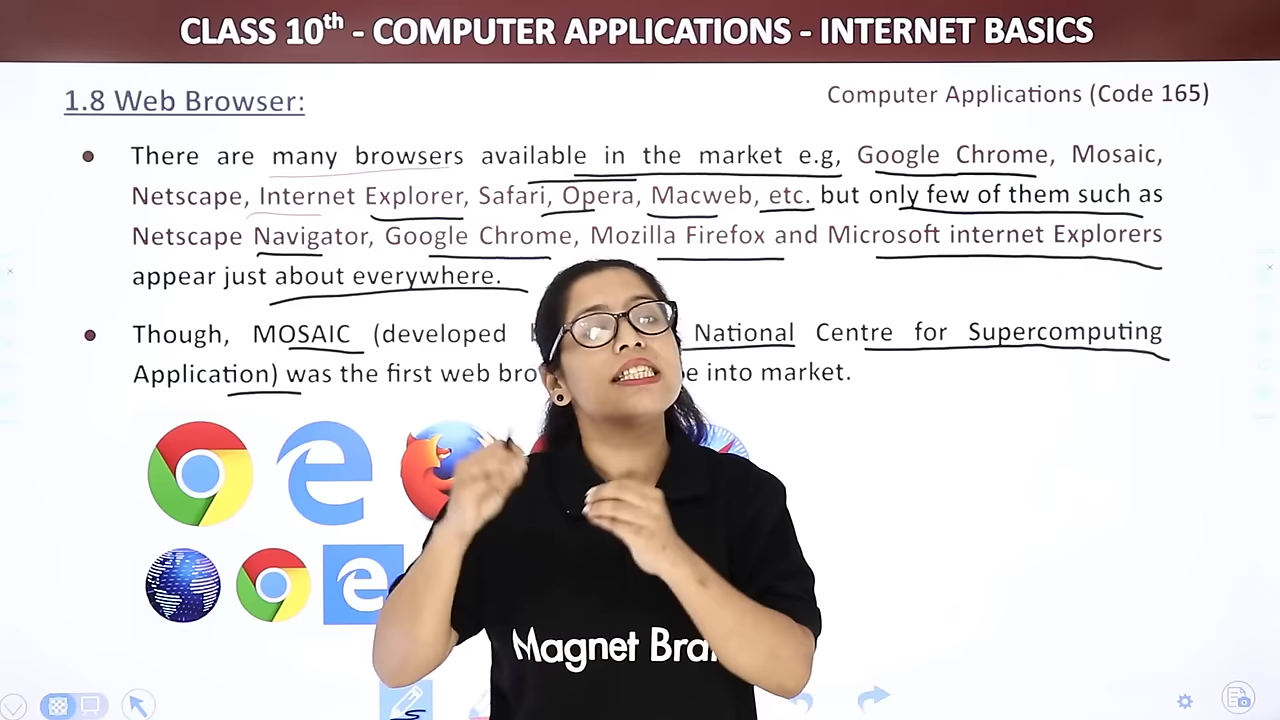 CLASS 10th - COMPUTER APPLICATIONS - INTERNET BASICS
1.8 Web Browser:
Computer Applications (Code 165)
There are many browsers available in the market e.g, Google Chrome, Mosaic,
Netscape, Internet Explorer, Safari, Opera, Macweb, etc. but only few of them such as
Netscape Navigator, Google Chrome, Mozilla Firefox and Microsoft internet Explorers
appear just about everywhere.
Though, MOSAIC (developed National Centre for Supercomputing
Application) was the first web into market.
Magnet